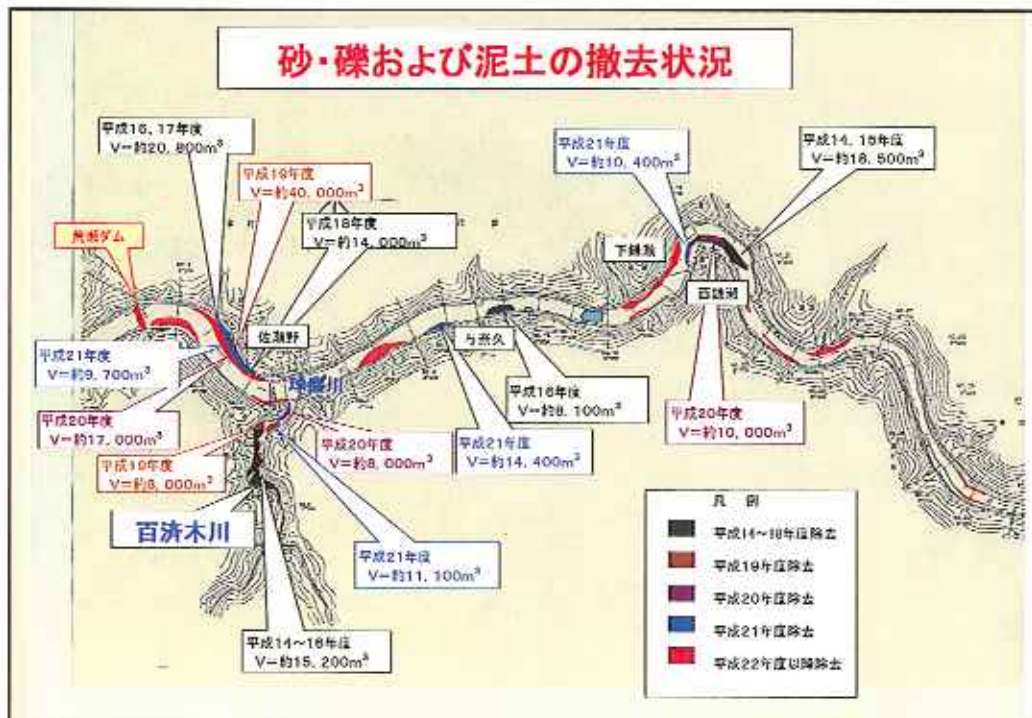 砂・礫および泥土の撤去状況
平成16,17年度
V=約20,800m³
平成19年度
V=約40,000m³
平成18年度
V=約14,000m³
平成21年度
V=約10,400m³
平成14,15年度
V=約18,500m³
荒瀬ダム
下鎌瀬
西鎌瀬
佐瀬野
与奈久
球磨川
平成21年度
V=約9,700m³
平成20年度
V=約17,000m³
平成19年度
V=約8,000m³
百済木川
平成20年度
V=約8,000m³
平成16年度
V=約8,100m³
平成21年度
V=約14,400m³
平成20年度
V=約10,000m³
平成21年度
V=約11,100m³
平成14～16年度
V=約15,200m³
凡 例
平成14～18年度除去
平成19年度除去
平成20年度除去
平成21年度除去
平成22年度以降除去